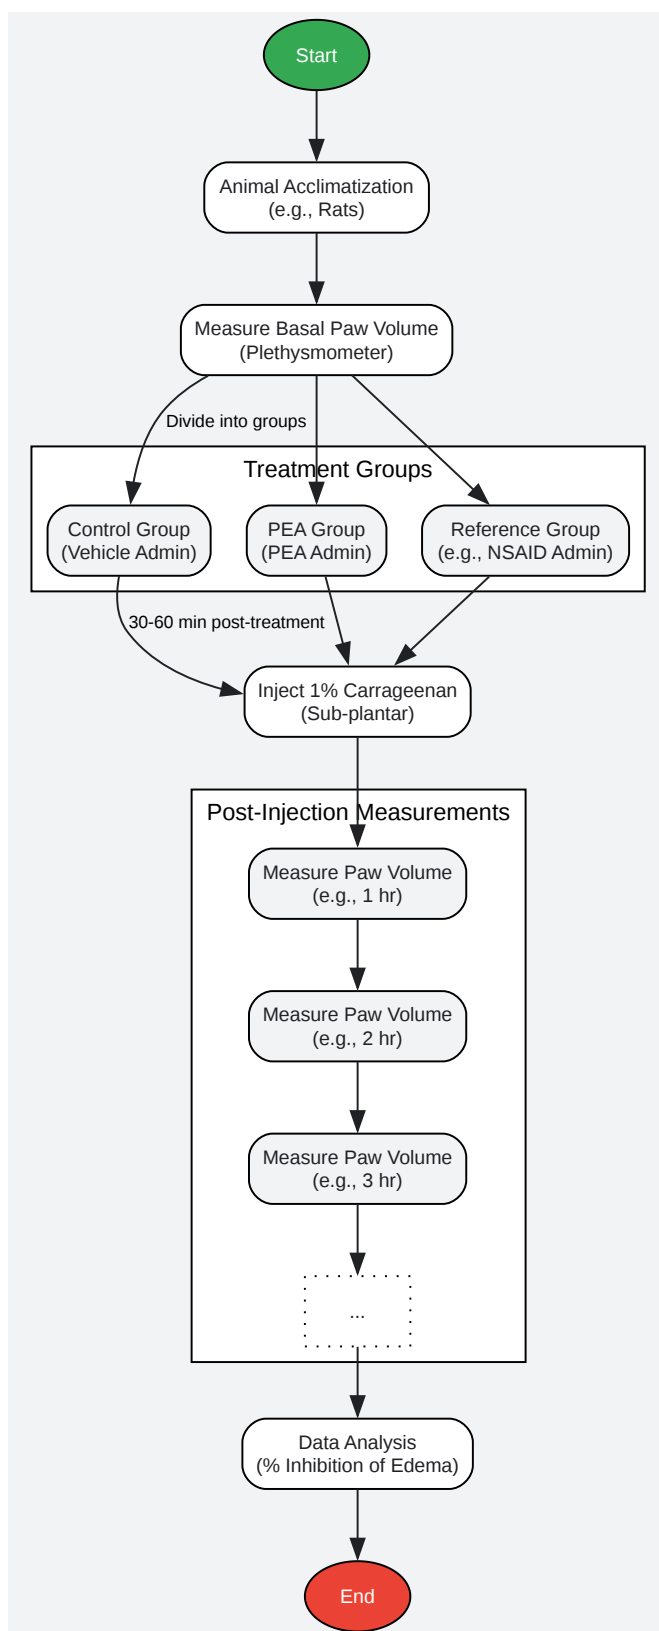 Start
Animal Acclimatization
(e.g., Rats)
Measure Basal Paw Volume
(Plethysmometer)
Divide into groups
Treatment Groups
Control Group
(Vehicle Admin)
PEA Group
(PEA Admin)
Reference Group
(e.g., NSAID Admin)
30-60 min post-treatment
Inject 1% Carrageenan
(Sub-plantar)
Post-Injection Measurements
Measure Paw Volume
(e.g., 1 hr)
Measure Paw Volume
(e.g., 2 hr)
Measure Paw Volume
(e.g., 3 hr)
...
Data Analysis
(% Inhibition of Edema)
End